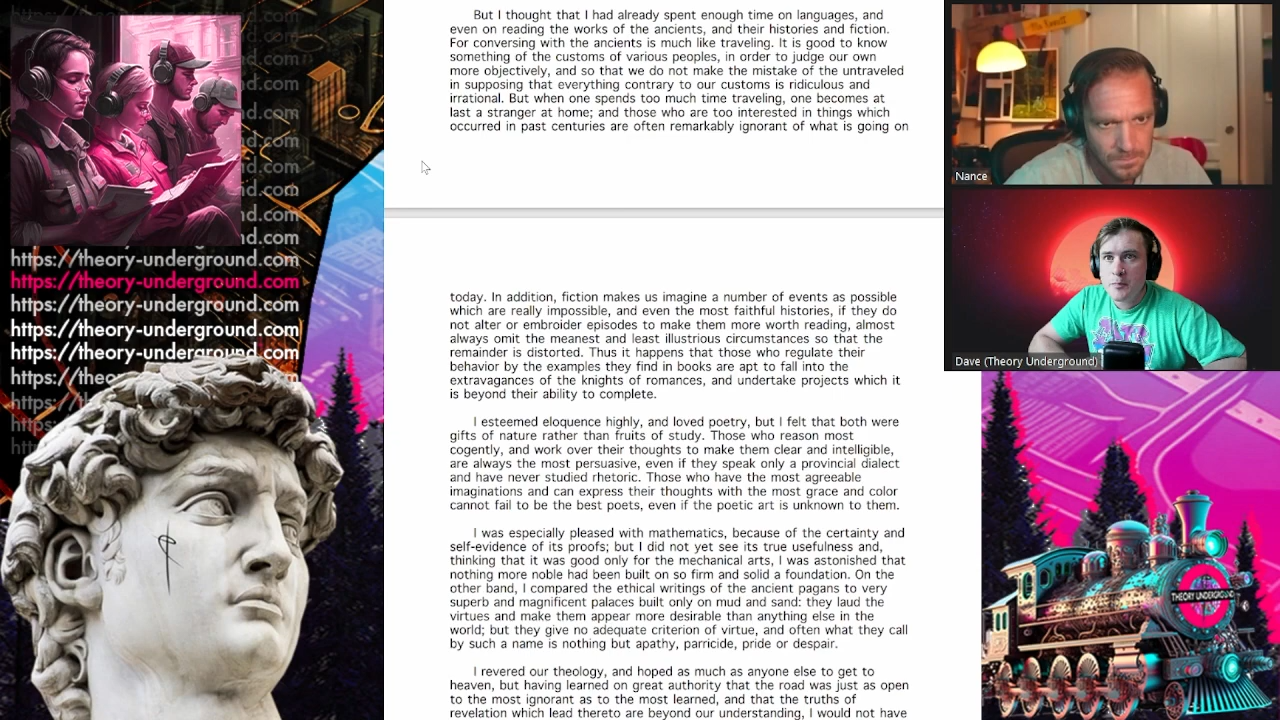 https://theory-underground.com
https://theory-underground.com
https://theory-underground.com
https://theory-underground.com
https://theory-underground.com
But I thought that I had already spent enough time on languages, and
even on reading the works of the ancients, and their histories and fiction.
For conversing with the ancients is much like traveling. It is good to know
something of the customs of various peoples, in order to judge our own
more objectively, and so that we do not make the mistake of the untraveled
in supposing that everything contrary to our customs is ridiculous and
irrational. But when one spends too much time traveling, one becomes at
last a stranger at home; and those who are too interested in things which
occurred in past centuries are often remarkably ignorant of what is going on
today. In addition, fiction makes us imagine a number of events as possible
which are really impossible, and even the most faithful histories, if they do
not alter or embroider episodes to make them more worth reading, almost
always omit the meanest and least illustrious circumstances so that the
remainder is distorted. Thus it happens that those who regulate their
behavior by the examples they find in books are apt to fall into the
extravagances of the knights of romances, and undertake projects which it
is beyond their ability to complete.
I esteemed eloquence highly, and loved poetry, but I felt that both were
gifts of nature rather than fruits of study. Those who reason most
cogently, and work over their thoughts to make them clear and intelligible,
are always the most persuasive, even if they speak only a provincial dialect
and have never studied rhetoric. Those who have the most agreeable
imaginations and can express their thoughts with the most grace and color
cannot fail to be the best poets, even if the poetic art is unknown to them.
I was especially pleased with mathematics, because of the certainty and
self-evidence of its proofs; but I did not yet see its true usefulness and,
thinking that it was good only for the mechanical arts, I was astonished that
nothing more noble had been built on so firm and solid a foundation. On the
other band, I compared the ethical writings of the ancient pagans to very
superb and magnificent palaces built only on mud and sand: they laud the
virtues and make them appear more desirable than anything else in the
world; but they give no adequate criterion of virtue, and often what they call
by such a name is nothing but apathy, parricide, pride or despair.
I revered our theology, and hoped as much as anyone else to get to
heaven, but having learned on great authority that the road was just as open
to the most ignorant as to the most learned, and that the truths of
revelation which lead thereto are beyond our understanding, I would not have
Nance
Dave (Theory Underground)
THEORY UNDERGROUND